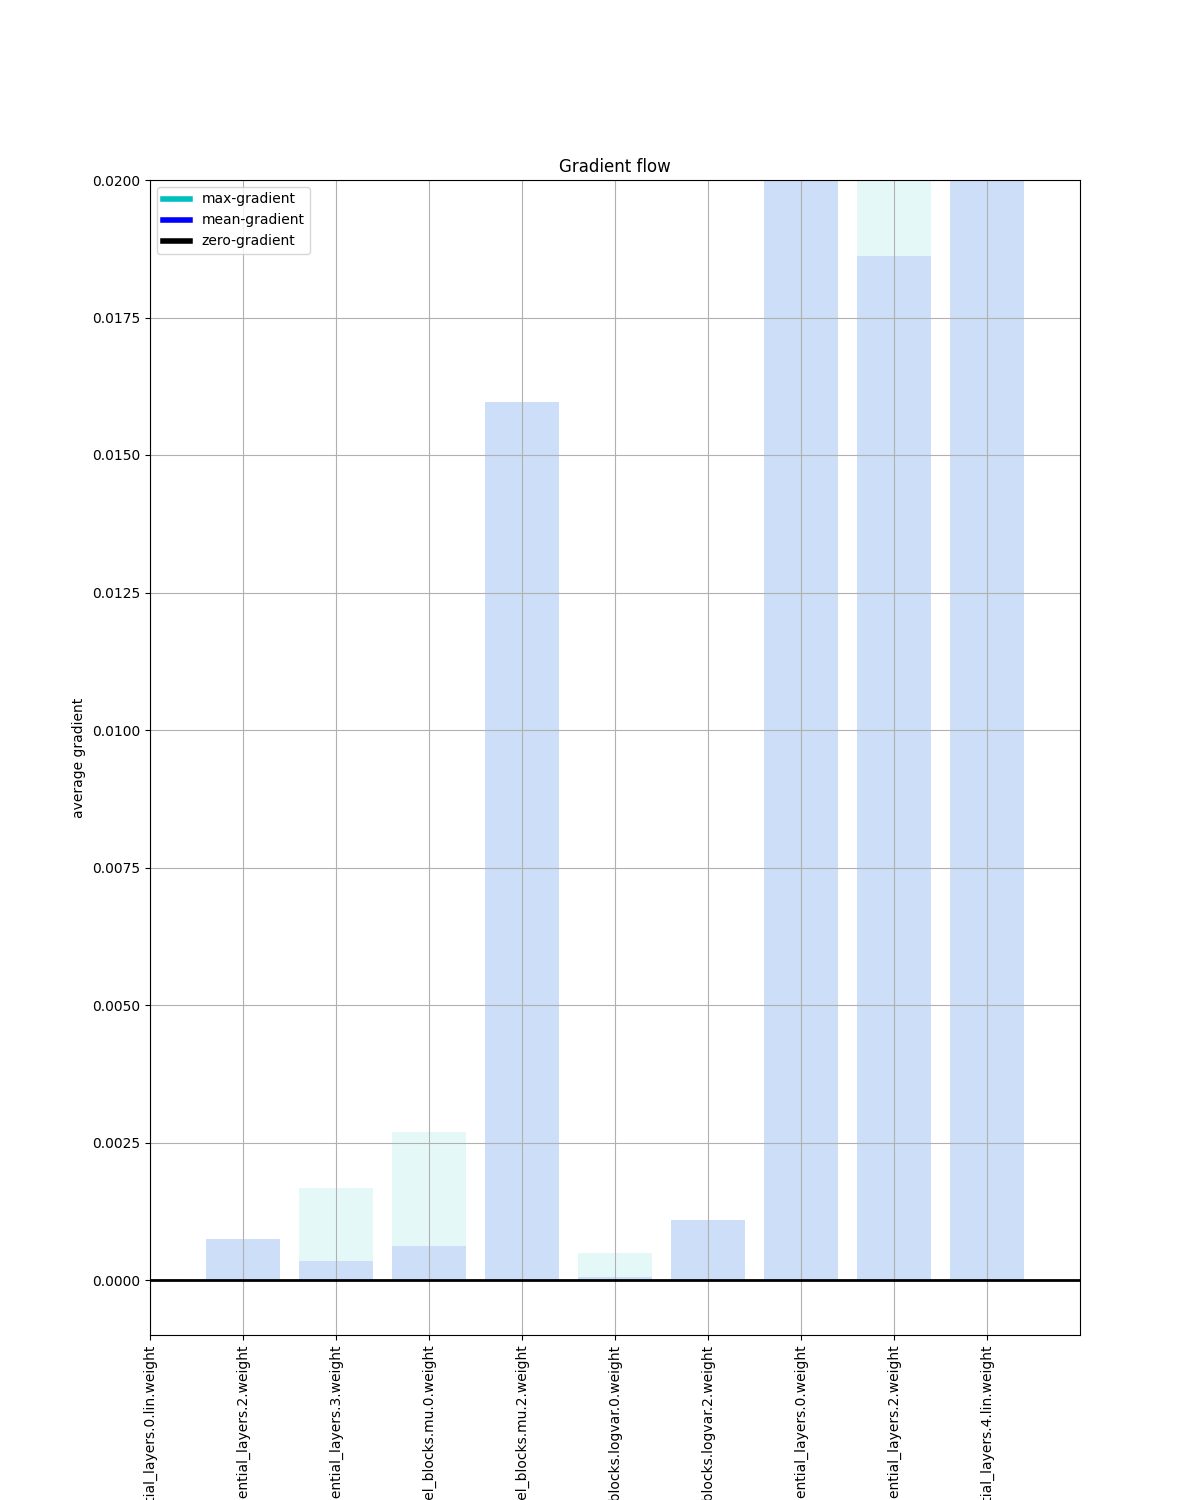 Gradient flow
max-gradient
mean-gradient
zero-gradient
0.0200
0.0175
0.0150
0.0125
0.0100
0.0075
0.0050
0.0025
0.0000
average gradient
tial_layers.0.lin.weight
ential_layers.2.weight
ential_layers.3.weight
el_blocks.mu.0.weight
el_blocks.mu.2.weight
blocks.logvar.0.weight
blocks.logvar.2.weight
ential_layers.0.weight
ential_layers.2.weight
tial_layers.4.lin.weight